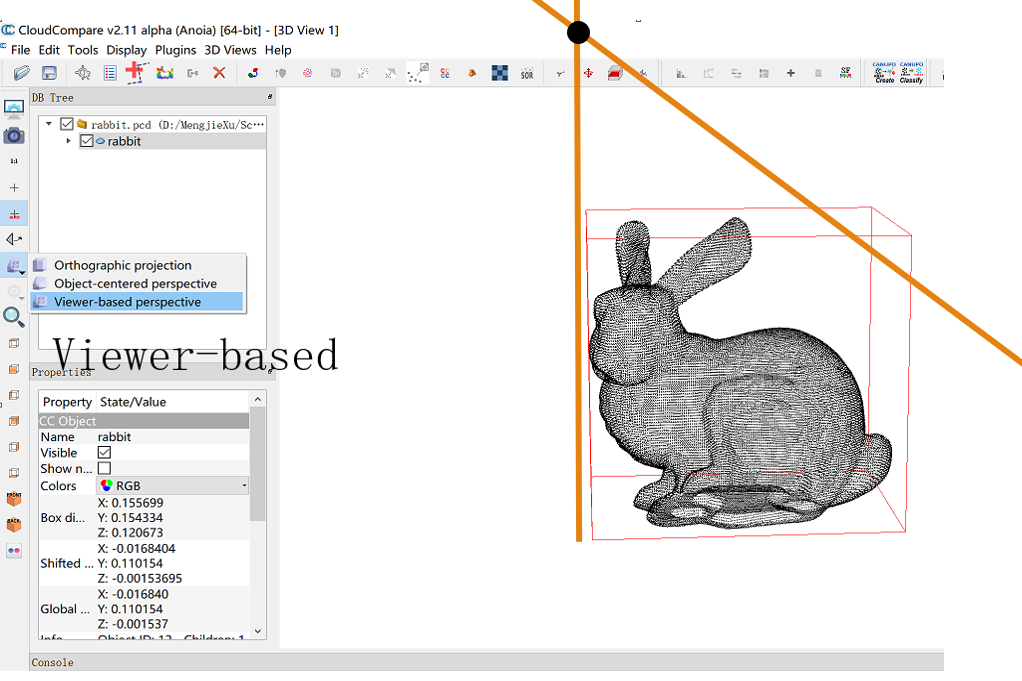 CloudCompare v2.11 alpha (Anoia) [64-bit] - [3D View 1]
File Edit Tools Display Plugins 3D Views Help
SOR
SF
CANUPO Create
CANUPO Classify
DB Tree
rabbit.pcd (D:/MengjieXu/Sc···
rabbit
1:1
auto
Orthographic projection
Object-centered perspective
Viewer-based perspective
Viewer-based
Properties
Property State/Value
CC Object
Name rabbit
Visible
Show n...
Colors RGB
Box di... X: 0.155699
Y: 0.154334
Z: 0.120673
Shifted ... X: -0.0168404
Y: 0.110154
Z: -0.00153695
Global ... X: -0.016840
Y: 0.110154
Z: -0.001537
Info Object ID: 13 - Children: 1
FRONT
BACK
Console